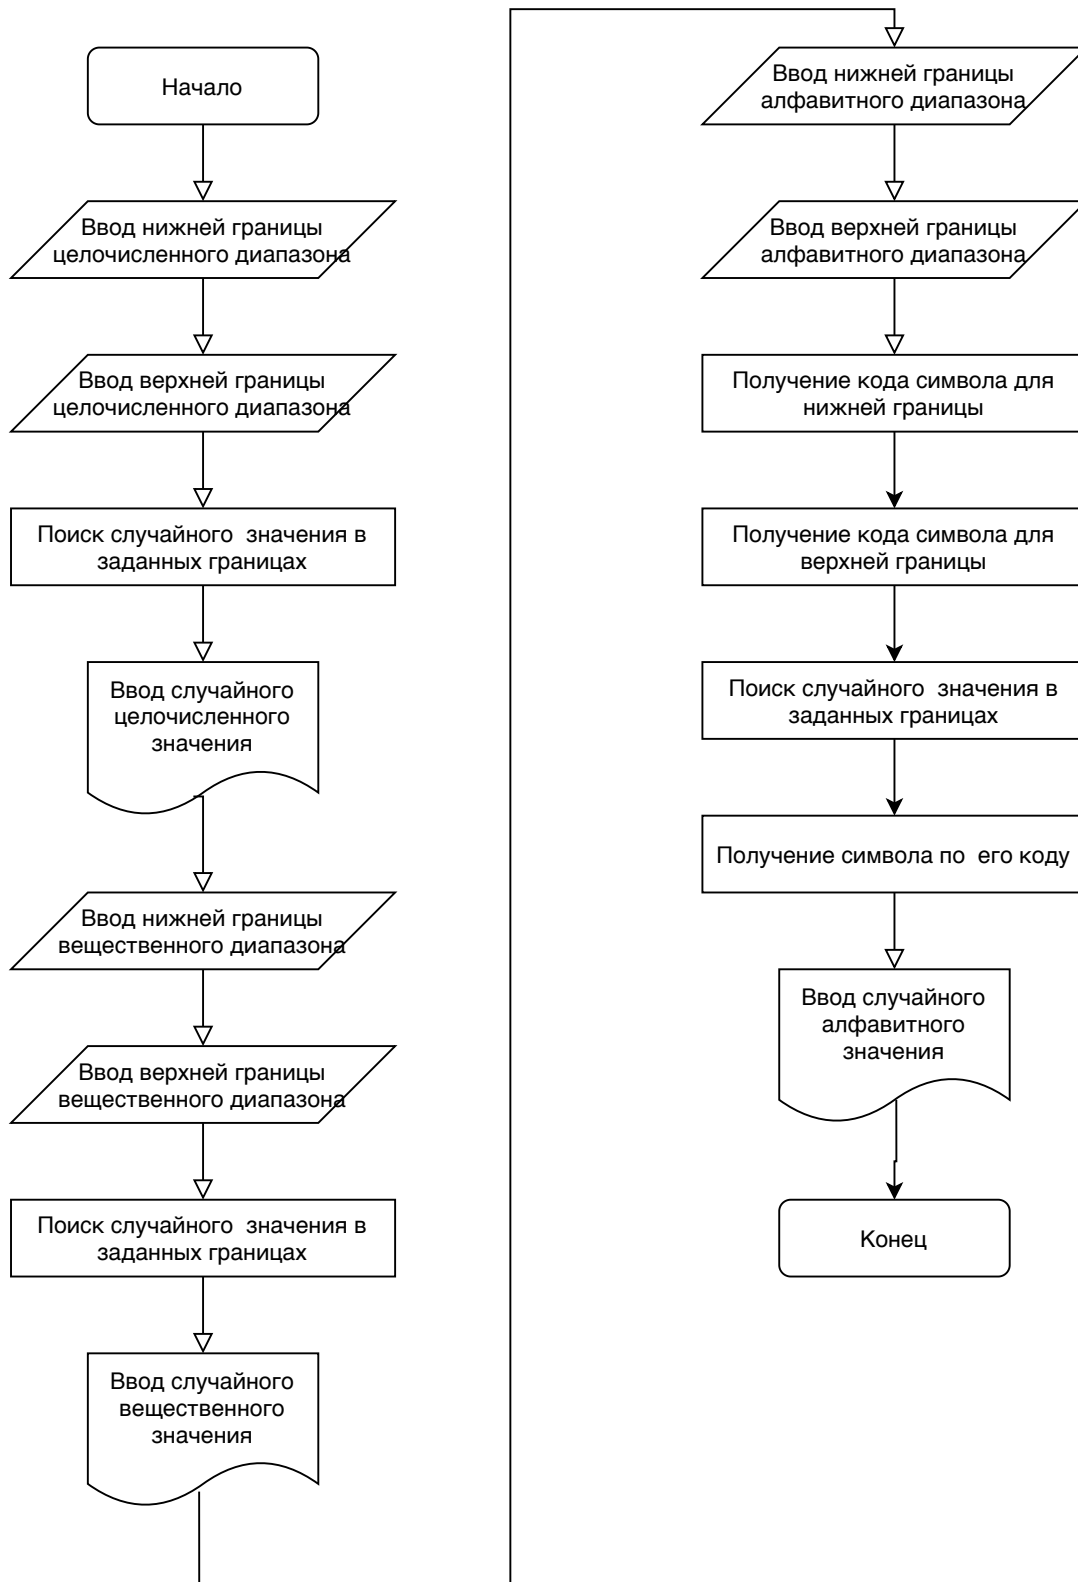 Начало
Ввод нижней границы
целочисленного диапазона
Ввод верхней границы
целочисленного диапазона
Поиск случайного  значения в
заданных границах
Ввод случайного
целочисленного
значения
Ввод нижней границы
вещественного диапазона
Ввод верхней границы
вещественного диапазона
Поиск случайного  значения в
заданных границах
Ввод случайного
вещественного
значения
Ввод нижней границы
алфавитного диапазона
Ввод верхней границы
алфавитного диапазона
Получение кода символа для
нижней границы
Получение кода символа для
верхней границы
Поиск случайного  значения в
заданных границах
Получение символа по  его коду
Ввод случайного
алфавитного
значения
Конец